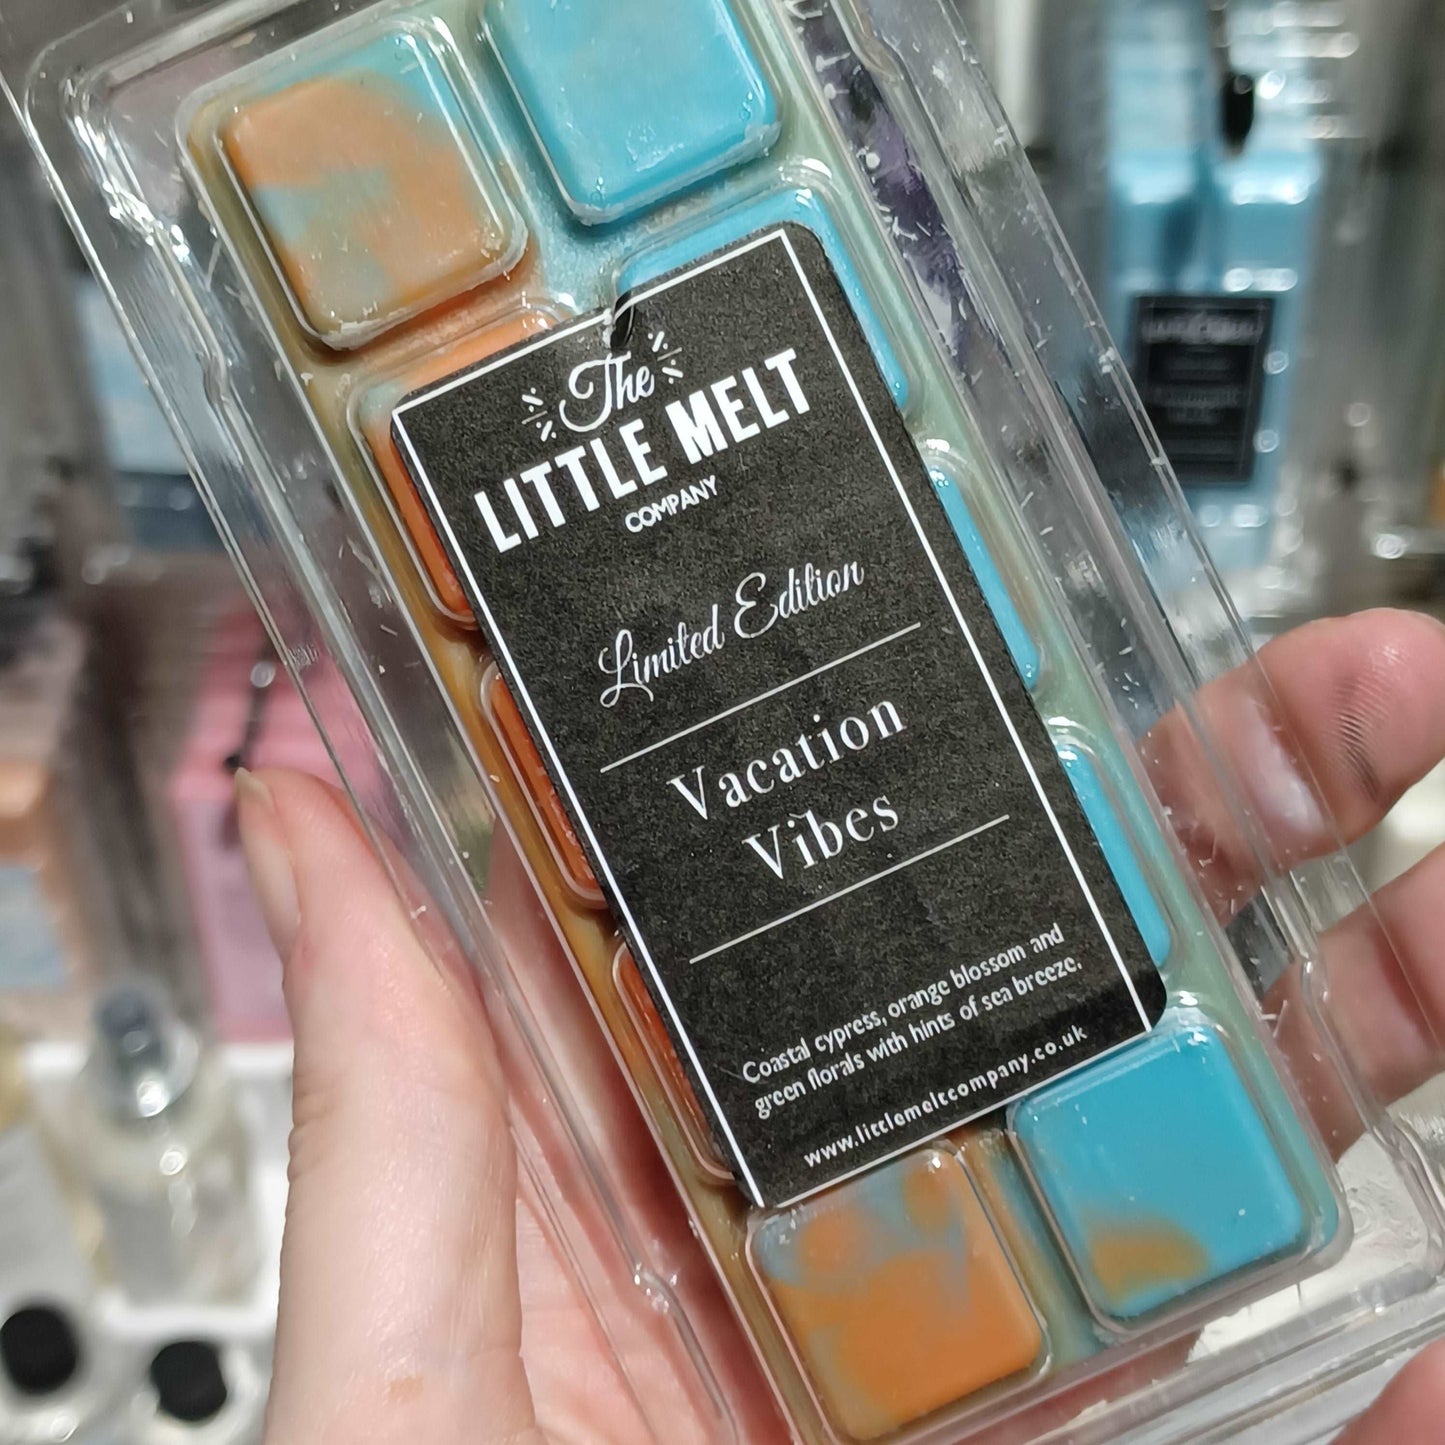 The
LITTLE MELT
COMPANY
Limited Edition
Vacation
Vibes
Coastal cypress, orange blossom and
green florals with hints of sea breeze.
www.littlemeltcompany.co.uk